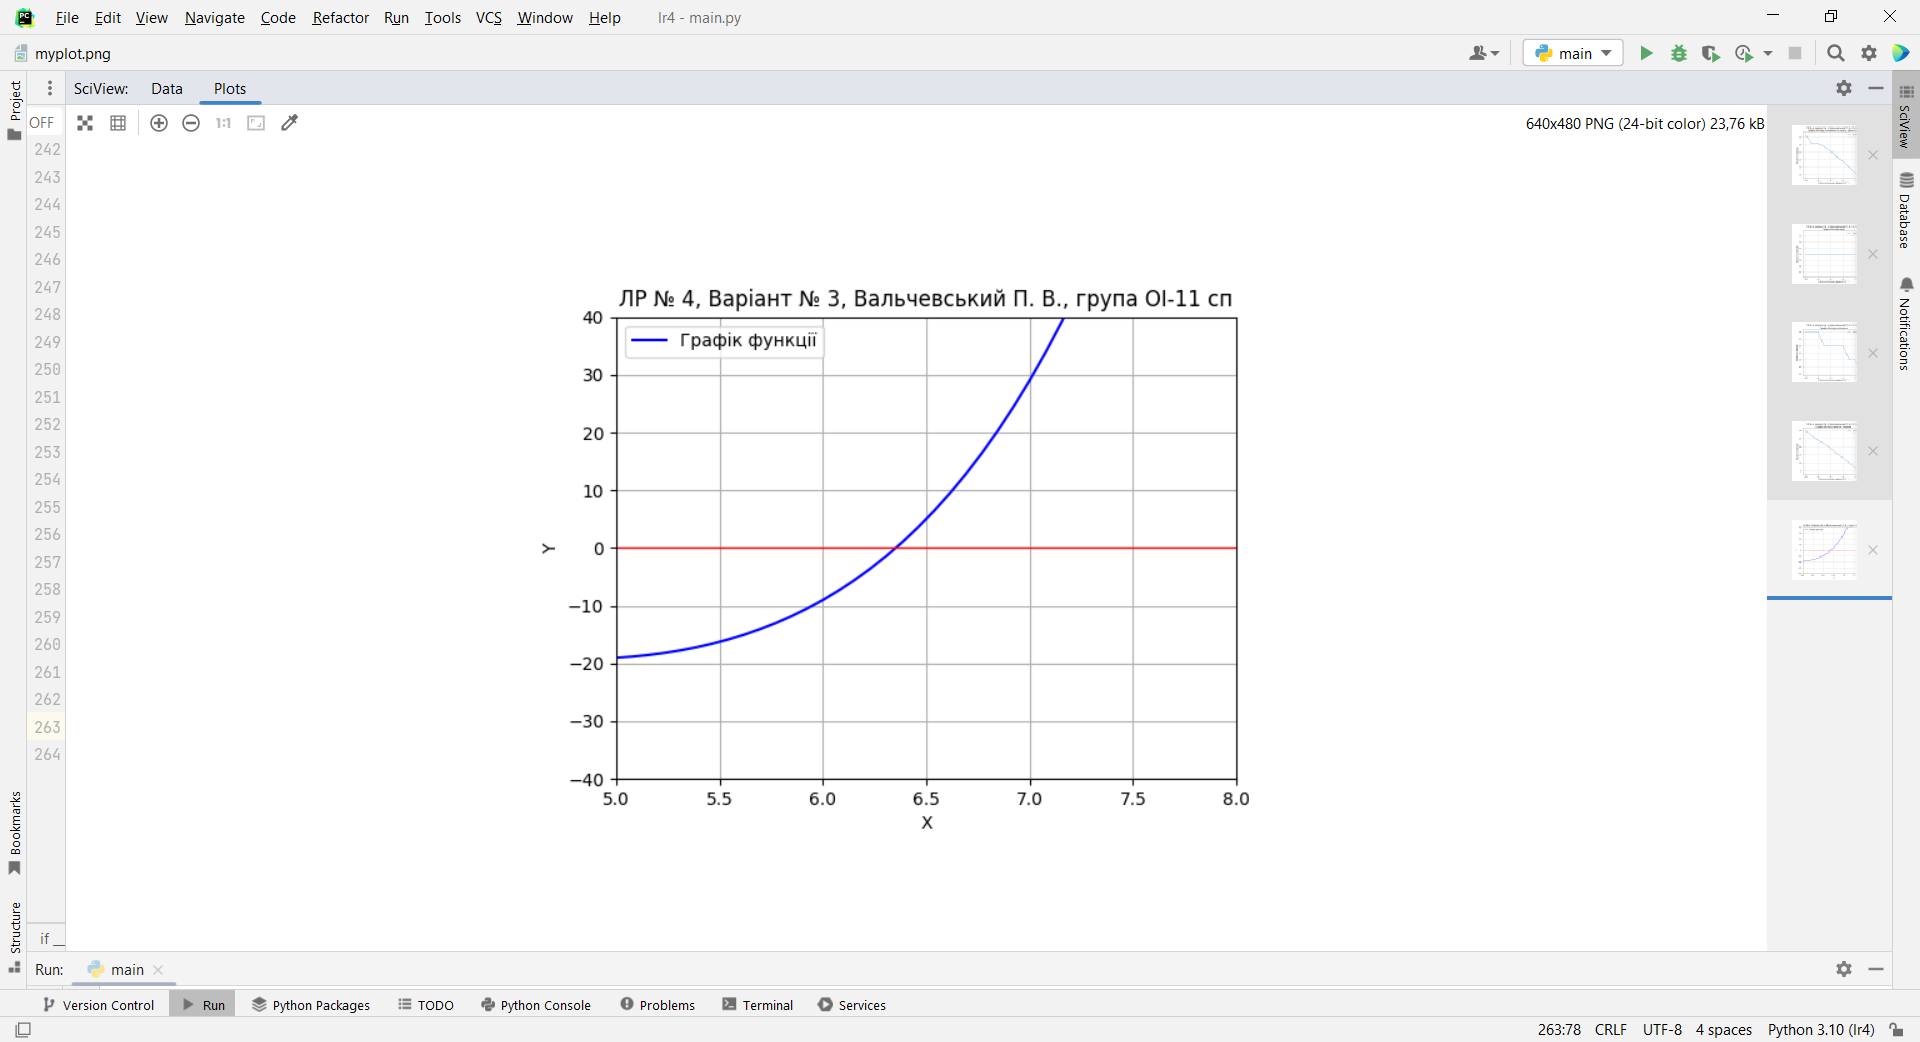 File Edit View Navigate Code Refactor Run Tools VCS Window Help lr4 - main.py
myplot.png main
Project
SciView: Data Plots
OFF 1:1 640x480 PNG (24-bit color) 23,76 kB
242
243
244
245
246
247
248
249
250
251
252
253
254
255
256
257
258
259
260
261
262
263
264
ЛР № 4, Варіант № 3, Вальчевський П. В., група ОІ-11 сп
Графік функції
40
30
20
10
0
−10
−20
−30
−40
Y
5.0 5.5 6.0 6.5 7.0 7.5 8.0
X
SciView
Database
Notifications
Bookmarks
Structure
if __
Run: main
Version Control Run Python Packages TODO Python Console Problems Terminal Services
263:78 CRLF UTF-8 4 spaces Python 3.10 (lr4)